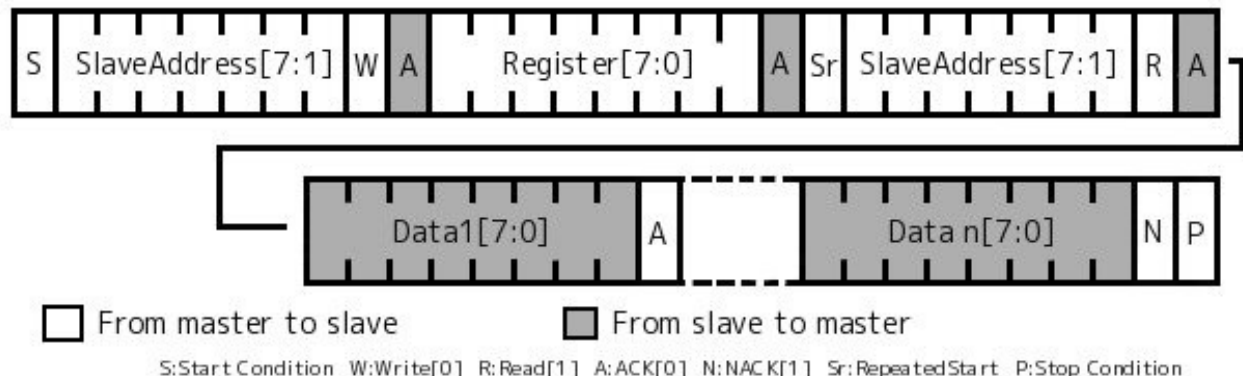 S SlaveAddress[7:1] W A Register[7:0] A Sr SlaveAddress[7:1] R A
Data1[7:0] A Data n[7:0] N P
From master to slave From slave to master
S:Start Condition W:Write[0] R:Read[1] A:ACK[0] N:NACK[1] Sr:RepeatedStart P:Stop Condition